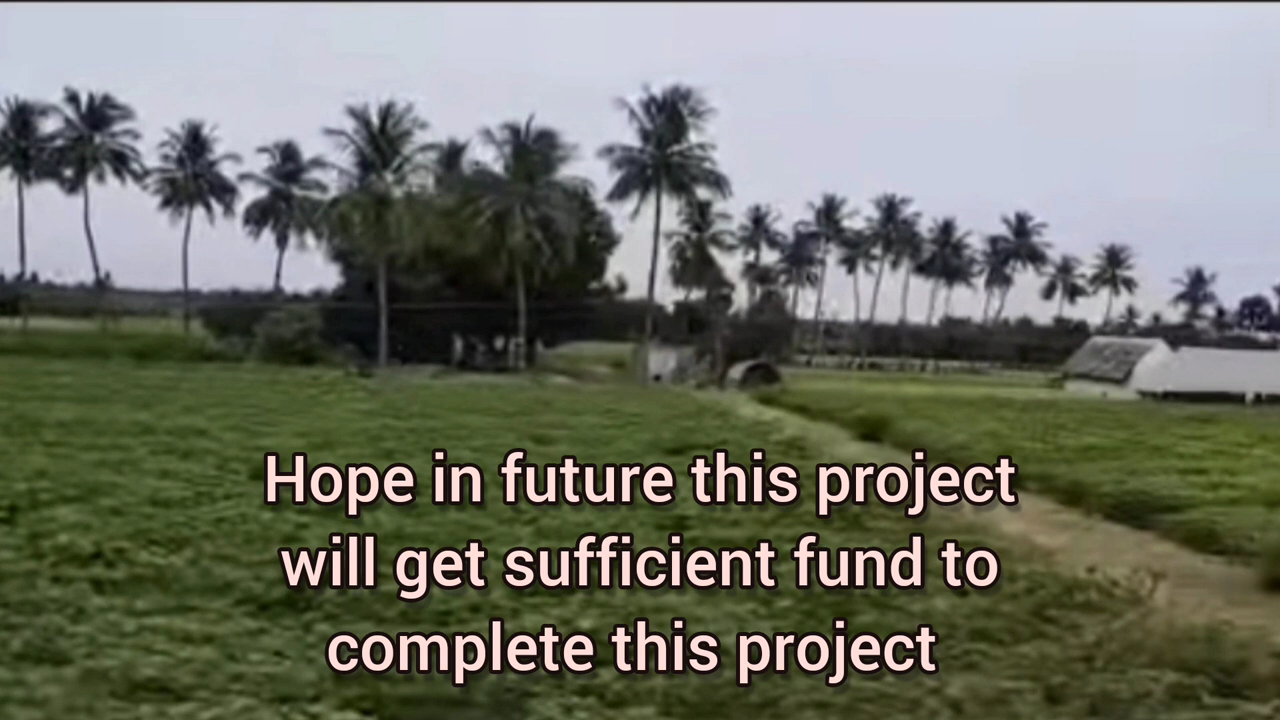 Hope in future this project
will get sufficient fund to
complete this project